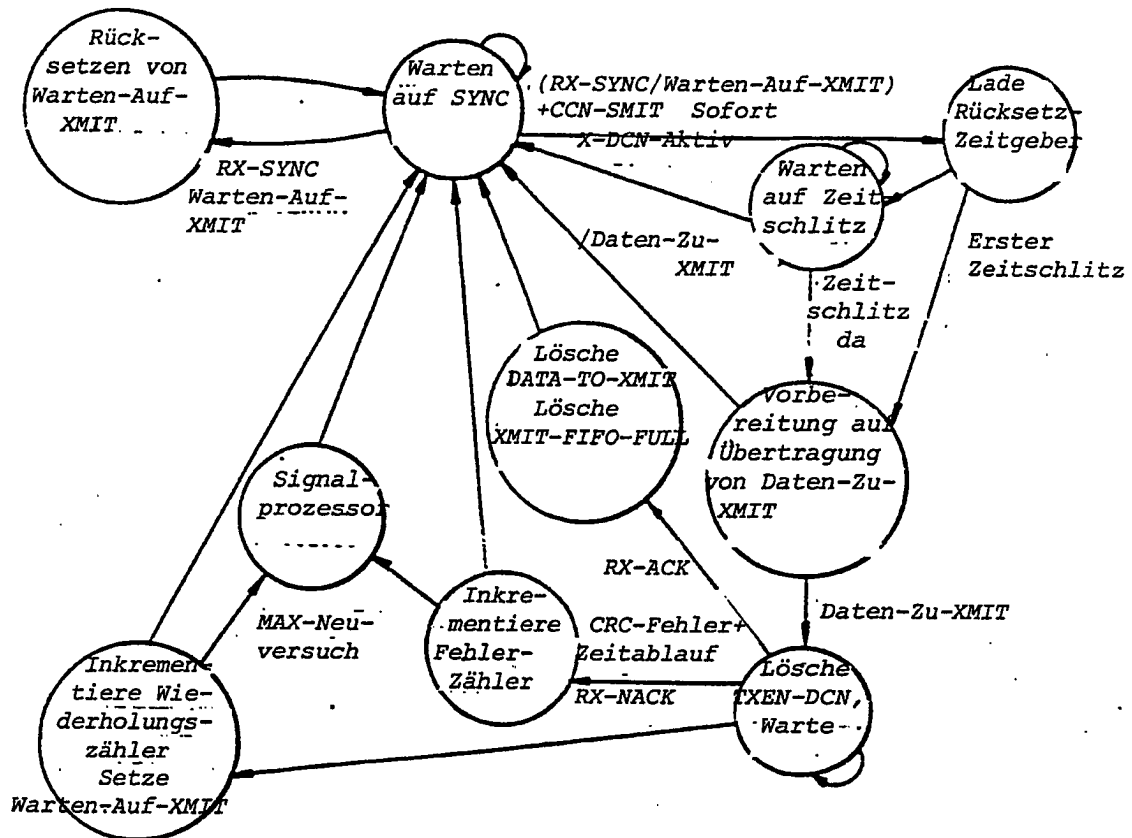 Rück-
setzen von
Warten-Auf-
XMIT
Warten
auf SYNC
(RX-SYNC/Warten-Auf-XMIT)
+CCN-SMIT Sofort
X-DCN-Aktiv
Lade
Rücksetz-
Zeitgeber
RX-SYNC
Warten-Auf-
XMIT
Warten
auf Zeit-
schlitz
/Daten-Zu-
XMIT
Erster
Zeitschlitz
Zeit-
schlitz
da
Lösche
DATA-TO-XMIT
Lösche
XMIT-FIFO-FULL
Vorbe-
reitung auf
Übertragung
von Daten-Zu-
XMIT
Signal-
prozessor
RX-ACK
Daten-Zu-XMIT
MAX-Neu-
versuch
Inkre-
mentiere
Fehler-
Zähler
CRC-Fehler+
Zeitablauf
RX-NACK
Lösche
TXEN-DCN,
Warte
Inkremen-
tiere Wie-
derholungs-
zähler
Setze
Warten-Auf-XMIT